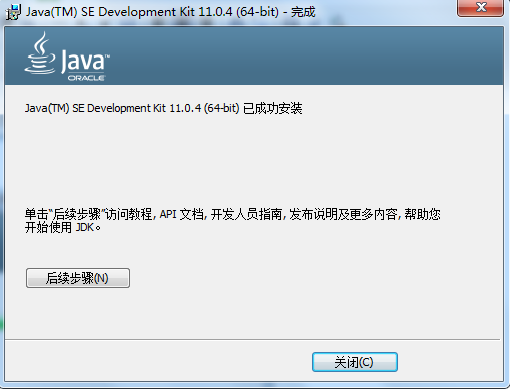 Java(TM) SE Development Kit 11.0.4 (64-bit) - 完成
Java™
ORACLE
Java(TM) SE Development Kit 11.0.4 (64-bit) 已成功安装
单击“后续步骤”访问教程, API 文档, 开发人员指南, 发布说明及更多内容, 帮助您
开始使用 JDK。
后续步骤(N)
关闭(C)